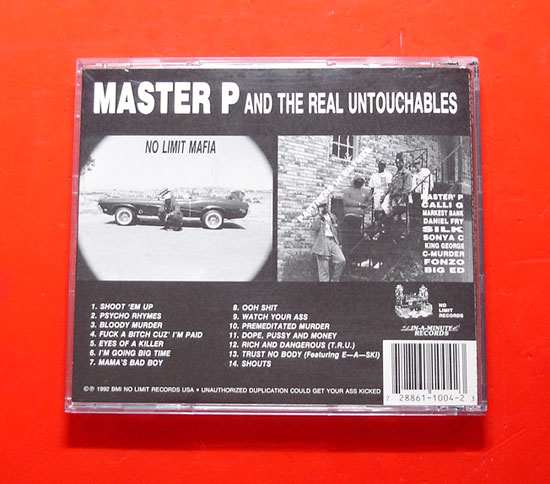 MASTER P AND THE REAL UNTOUCHABLES
NO LIMIT MAFIA
MASTER P
CALLI G
MARKEST BANK
DANIEL FRY
SILK
SONYA C
KING GEORGE
C-MURDER
FONZO
BIG ED
1. SHOOT 'EM UP
2. PSYCHO RHYMES
3. BLOODY MURDER
4. FUCK A BITCH CUZ' I'M PAID
5. EYES OF A KILLER
6. I'M GOING BIG TIME
7. MAMA'S BAD BOY
8. OOH SHIT
9. WATCH YOUR ASS
10. PREMEDITATED MURDER
11. DOPE, PUSSY AND MONEY
12. RICH AND DANGEROUS (T.R.U.)
13. TRUST NO BODY (Featuring E—A—SKI)
14. SHOUTS
NO
LIMIT
RECORDS
IN-A-MINUTE
RECORDS
©℗ 1992 BMI NO LIMIT RECORDS USA • UNAUTHORIZED DUPLICATION COULD GET YOUR ASS KICKED
7 28861-1004-2 3